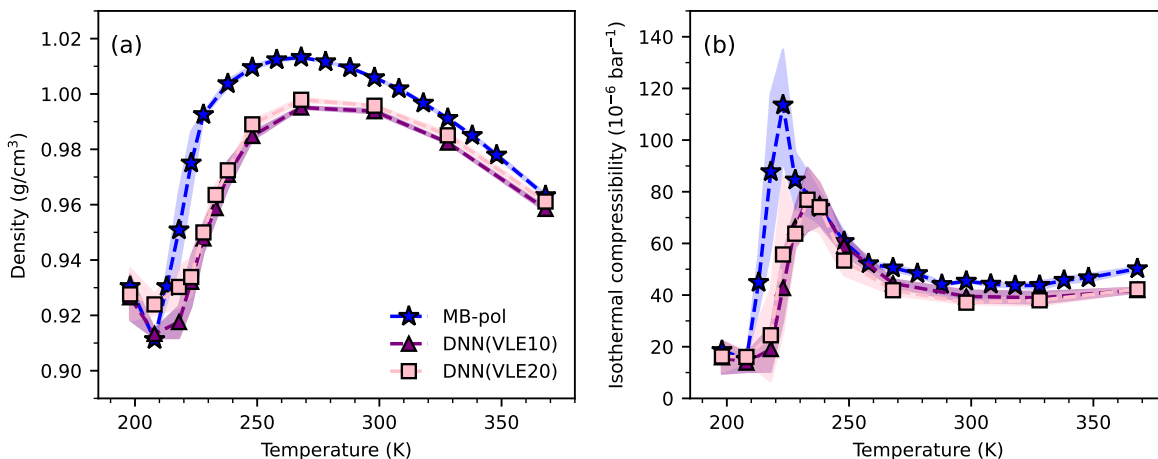 (a)
Density (g/cm³)
1.02
1.00
0.98
0.96
0.94
0.92
0.90
MB-pol
DNN(VLE10)
DNN(VLE20)
200 250 300 350
Temperature (K)
(b)
Isothermal compressibility (10⁻⁶ bar⁻¹)
140
120
100
80
60
40
20
0
200 250 300 350
Temperature (K)